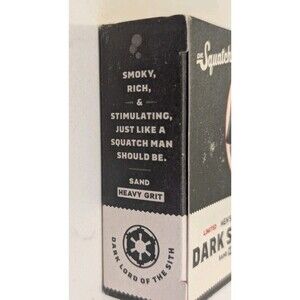 SMOKY,
RICH,
&
STIMULATING,
JUST LIKE A
SQUATCH MAN
SHOULD BE.
SAND
HEAVY GRIT
DARK LORD OF THE SITH
DR.
Squatch
LIMITED
DARK S